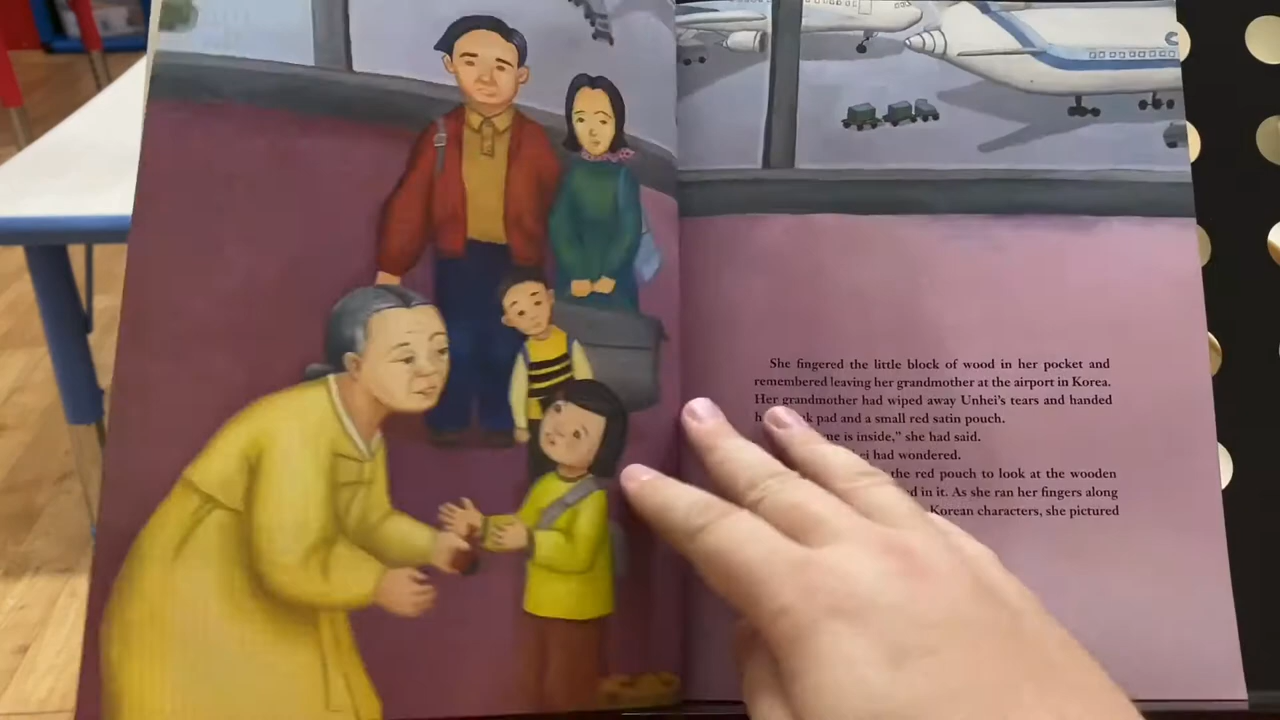 She fingered the little block of wood in her pocket and
remembered leaving her grandmother at the airport in Korea.
Her grandmother had wiped away Unhei's tears and handed
pad and a small red satin pouch.
is inside," she had said.
had wondered.
the red pouch to look at the wooden
in it. As she ran her fingers along
Korean characters, she pictured